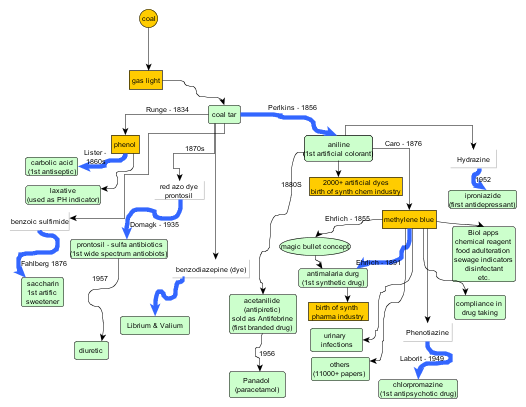 coal
gas light
coal tar
Runge - 1834
Perlkins - 1856
phenol
Lister -
1860s
carbolic acid
(1st antiseptic)
laxative
(used as PH indicator)
1870s
red azo dye
prontosil
Domagk - 1935
benzoic sulfimide
Fahlberg 1876
saccharin
1st artific
sweetener
prontosil - sulfa antibiotics
(1st wide spectrum antibiotcs)
1957
diuretic
benzodiazepine (dye)
Librium & Valium
aniline
(1st artificial colorant)
2000+ artificial dyes
birth of synth chem industry
1880S
Caro - 1876
Hydrazine
1952
iproniazide
(first antidepressant)
Ehrlich - 1855
methylene blue
magic bullet concept
Ehrlich - 1891
antimalaria durg
(1st synthetic drug)
birth of synth
pharma industry
Biol apps
chemical reagent
food aduteration
sewage indicators
disinfectant
etc.
compliance in
drug taking
acetanilide
(antipiretic)
sold as Antifebrine
(first branded drug)
1956
Panadol
(paracetamol)
urinary
infections
others
(11000+ papers)
Phenotiazine
Laborit - 1949
chlorpromazine
(1st antipsychotic drug)